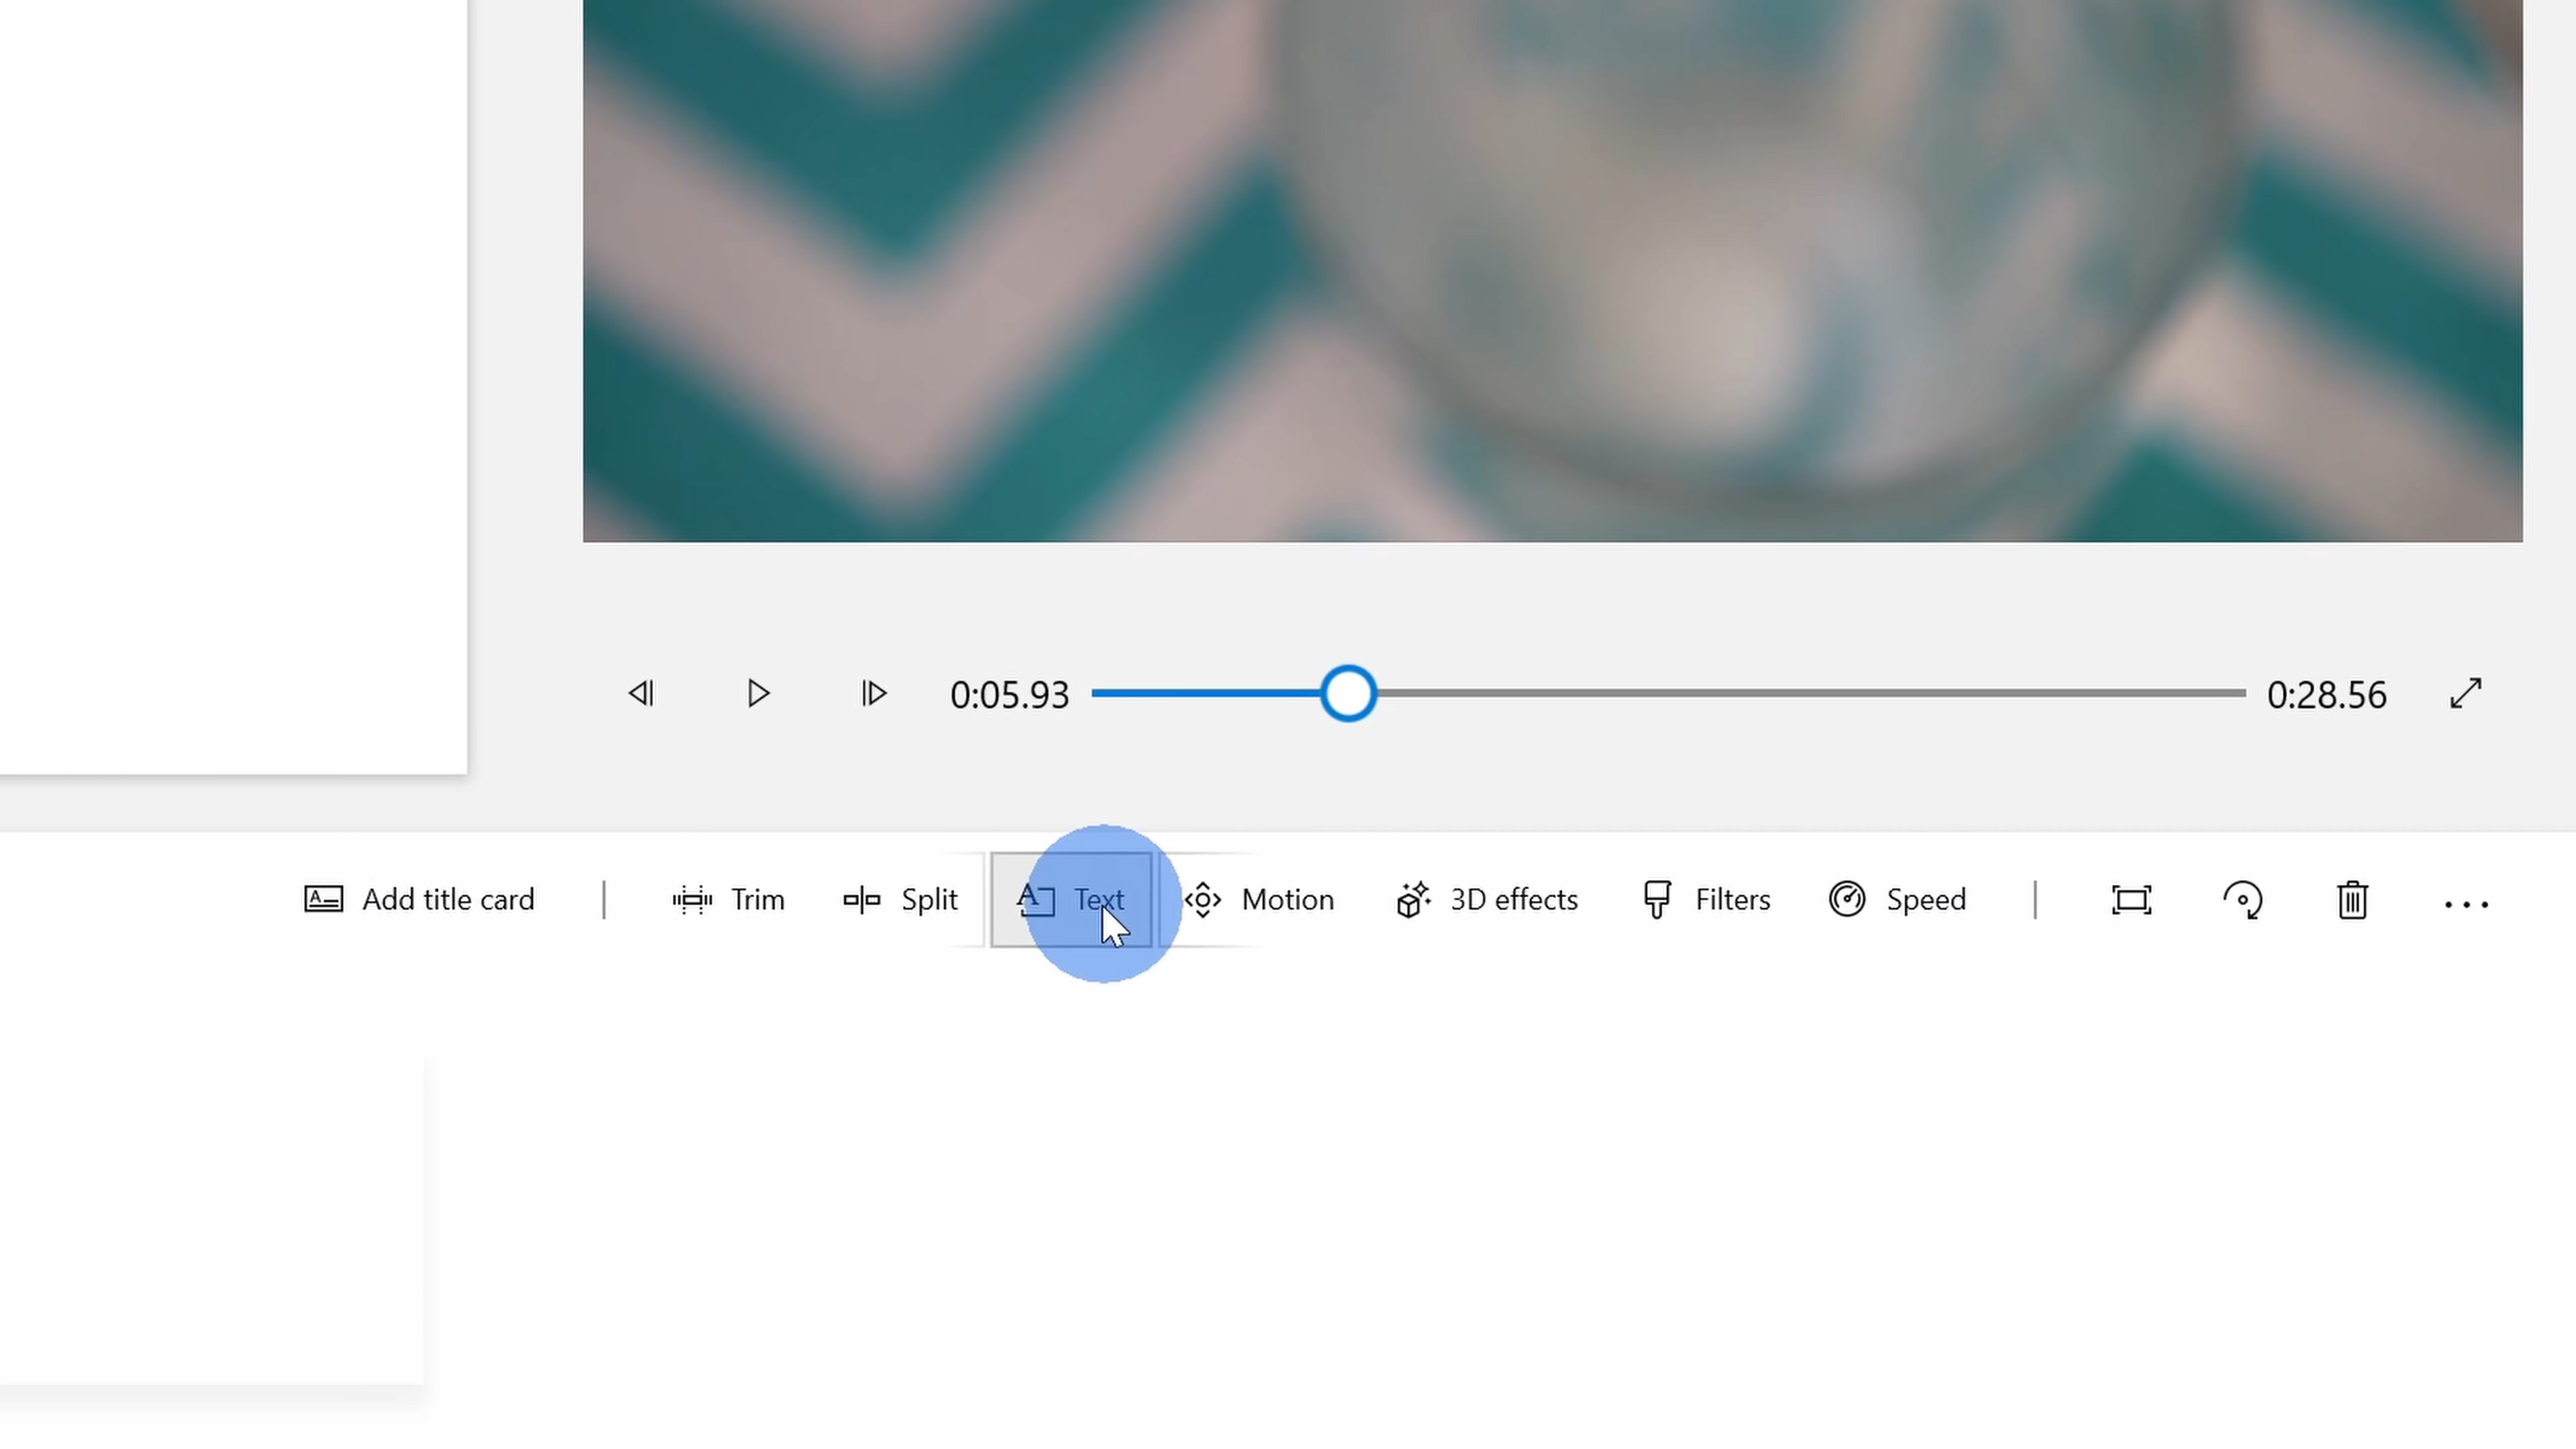 0:05.93 0:28.56
Add title card | Trim Split Text Motion 3D effects Filters Speed |